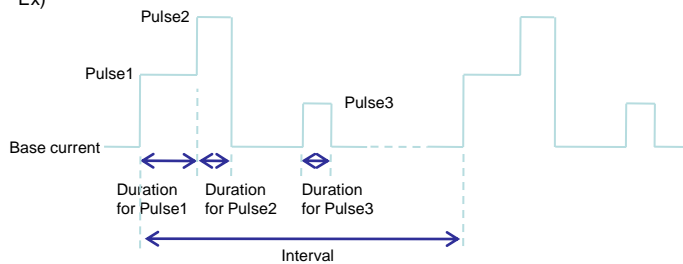 Ex)
Pulse2
Pulse1
Pulse3
Base current
Duration
for Pulse1
Duration
for Pulse2
Duration
for Pulse3
Interval